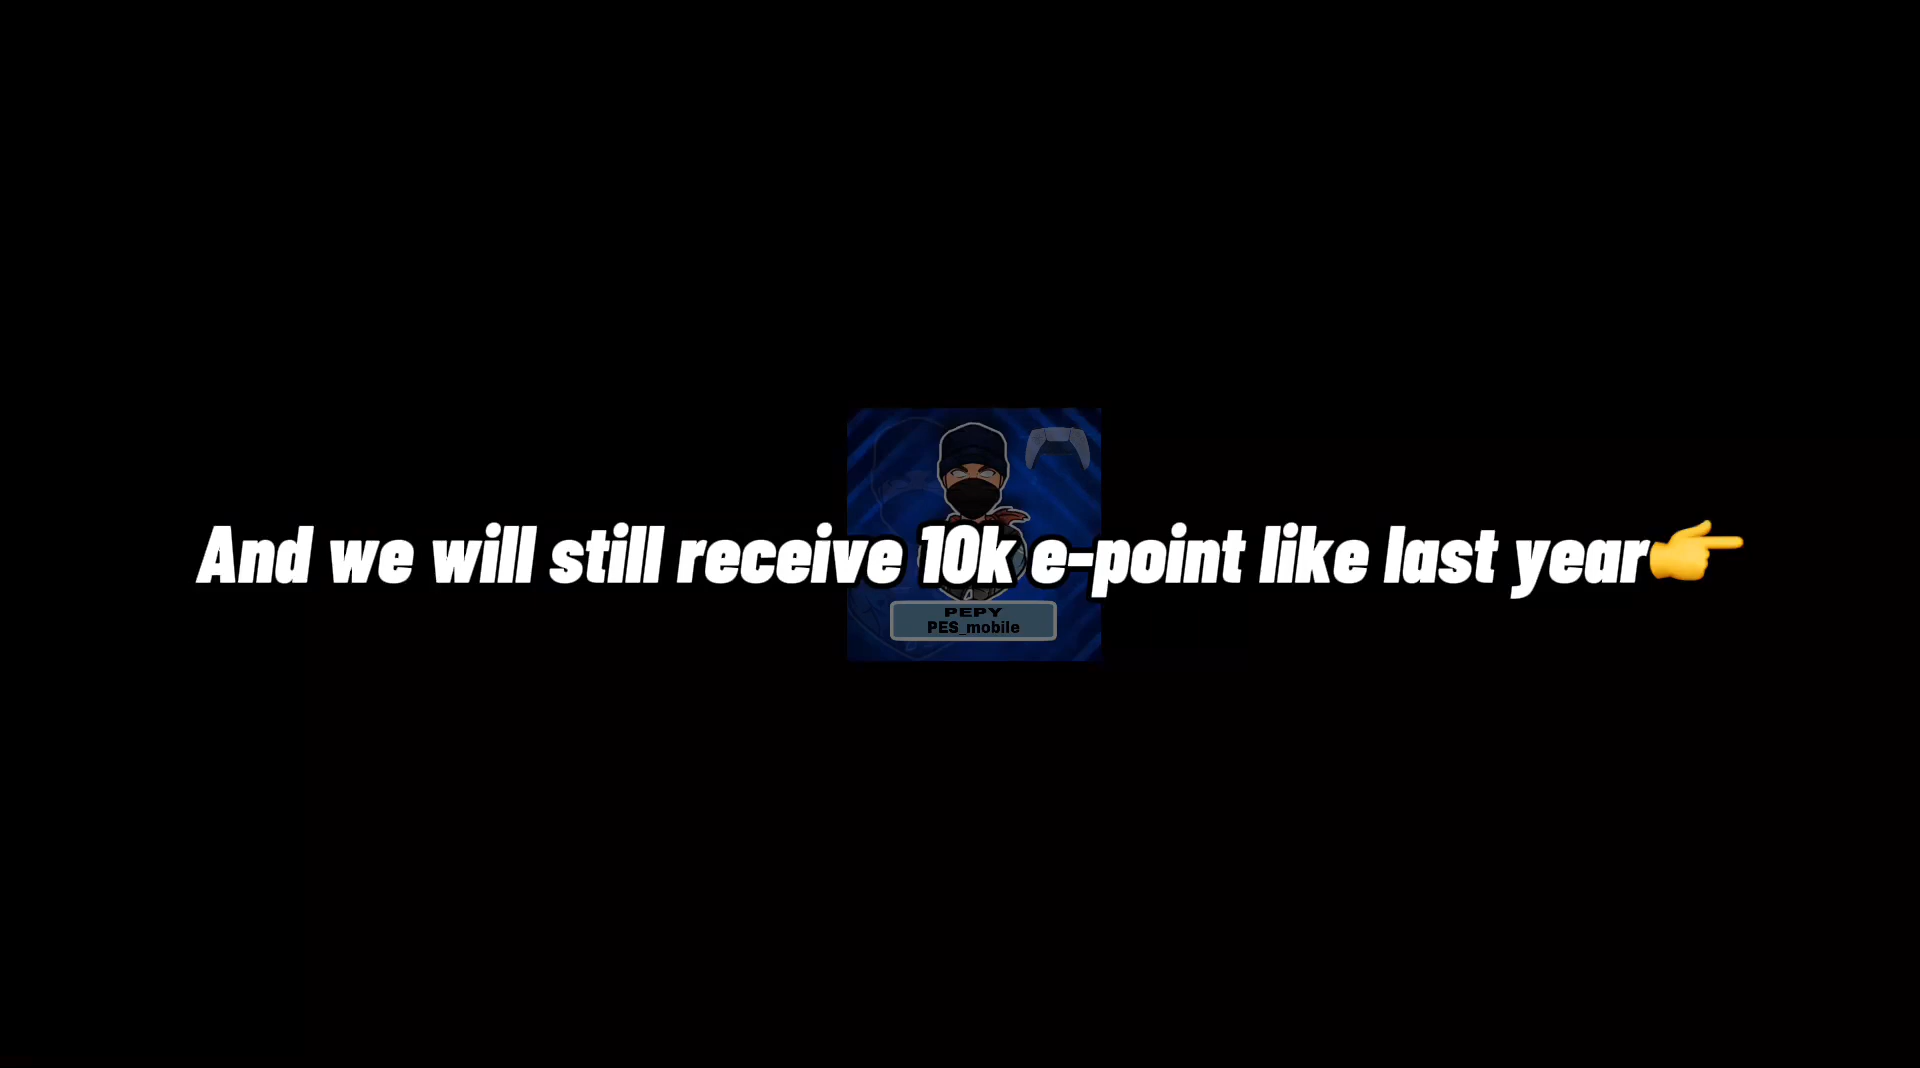 And we will still receive 10k e-point like last year👉
PEPY
PES_mobile